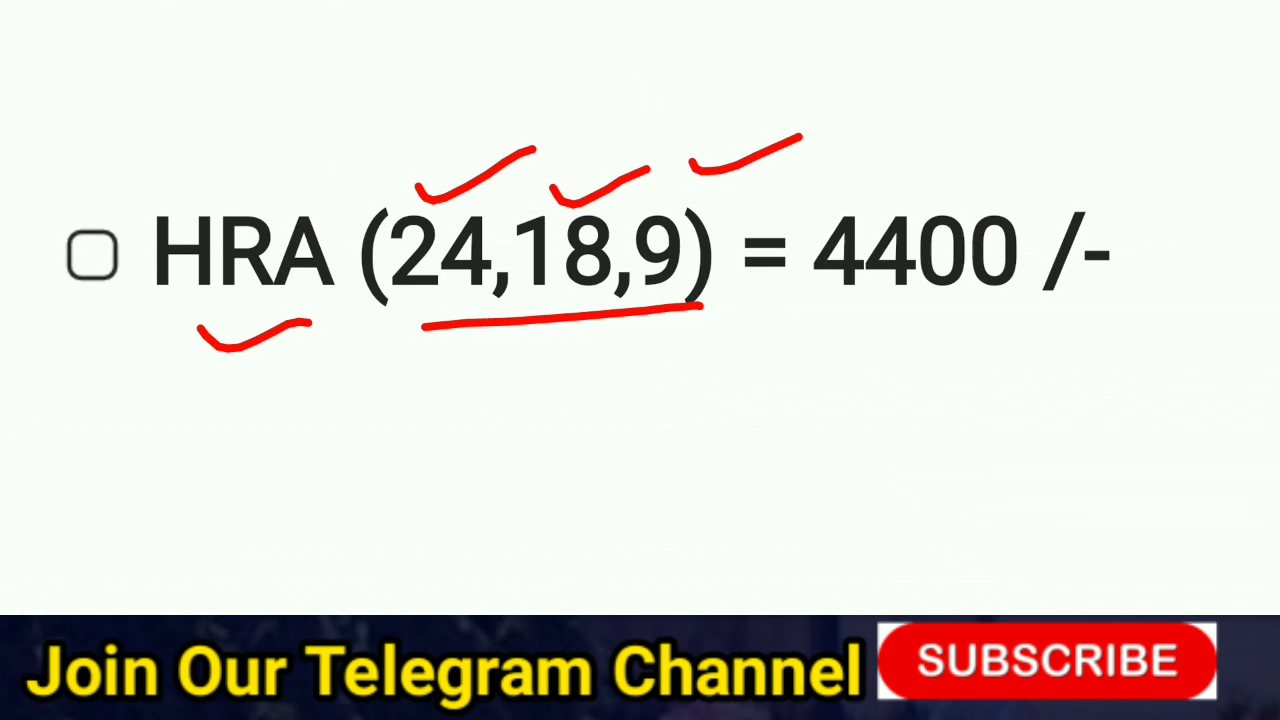 HRA (24,18,9) = 4400 /-
Join Our Telegram Channel SUBSCRIBE